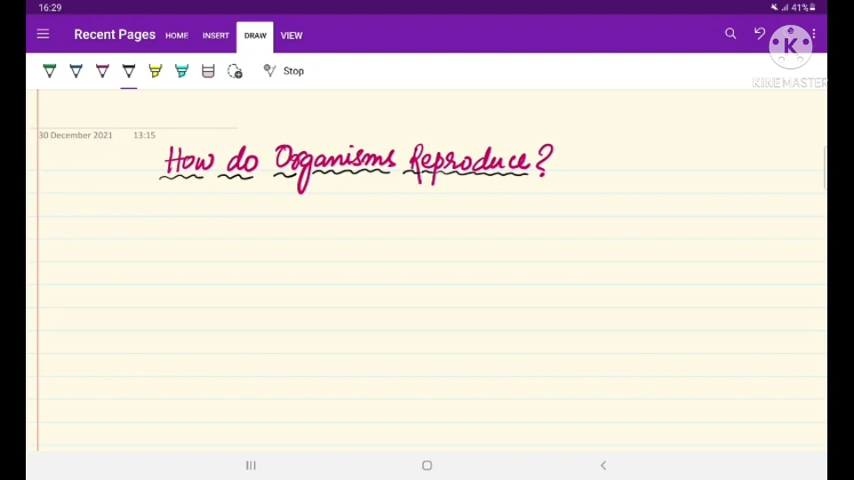 16:29 41%
Recent Pages HOME INSERT DRAW VIEW
K
KINEMASTER
Stop
30 December 2021 13:15
How do Organisms Reproduce?